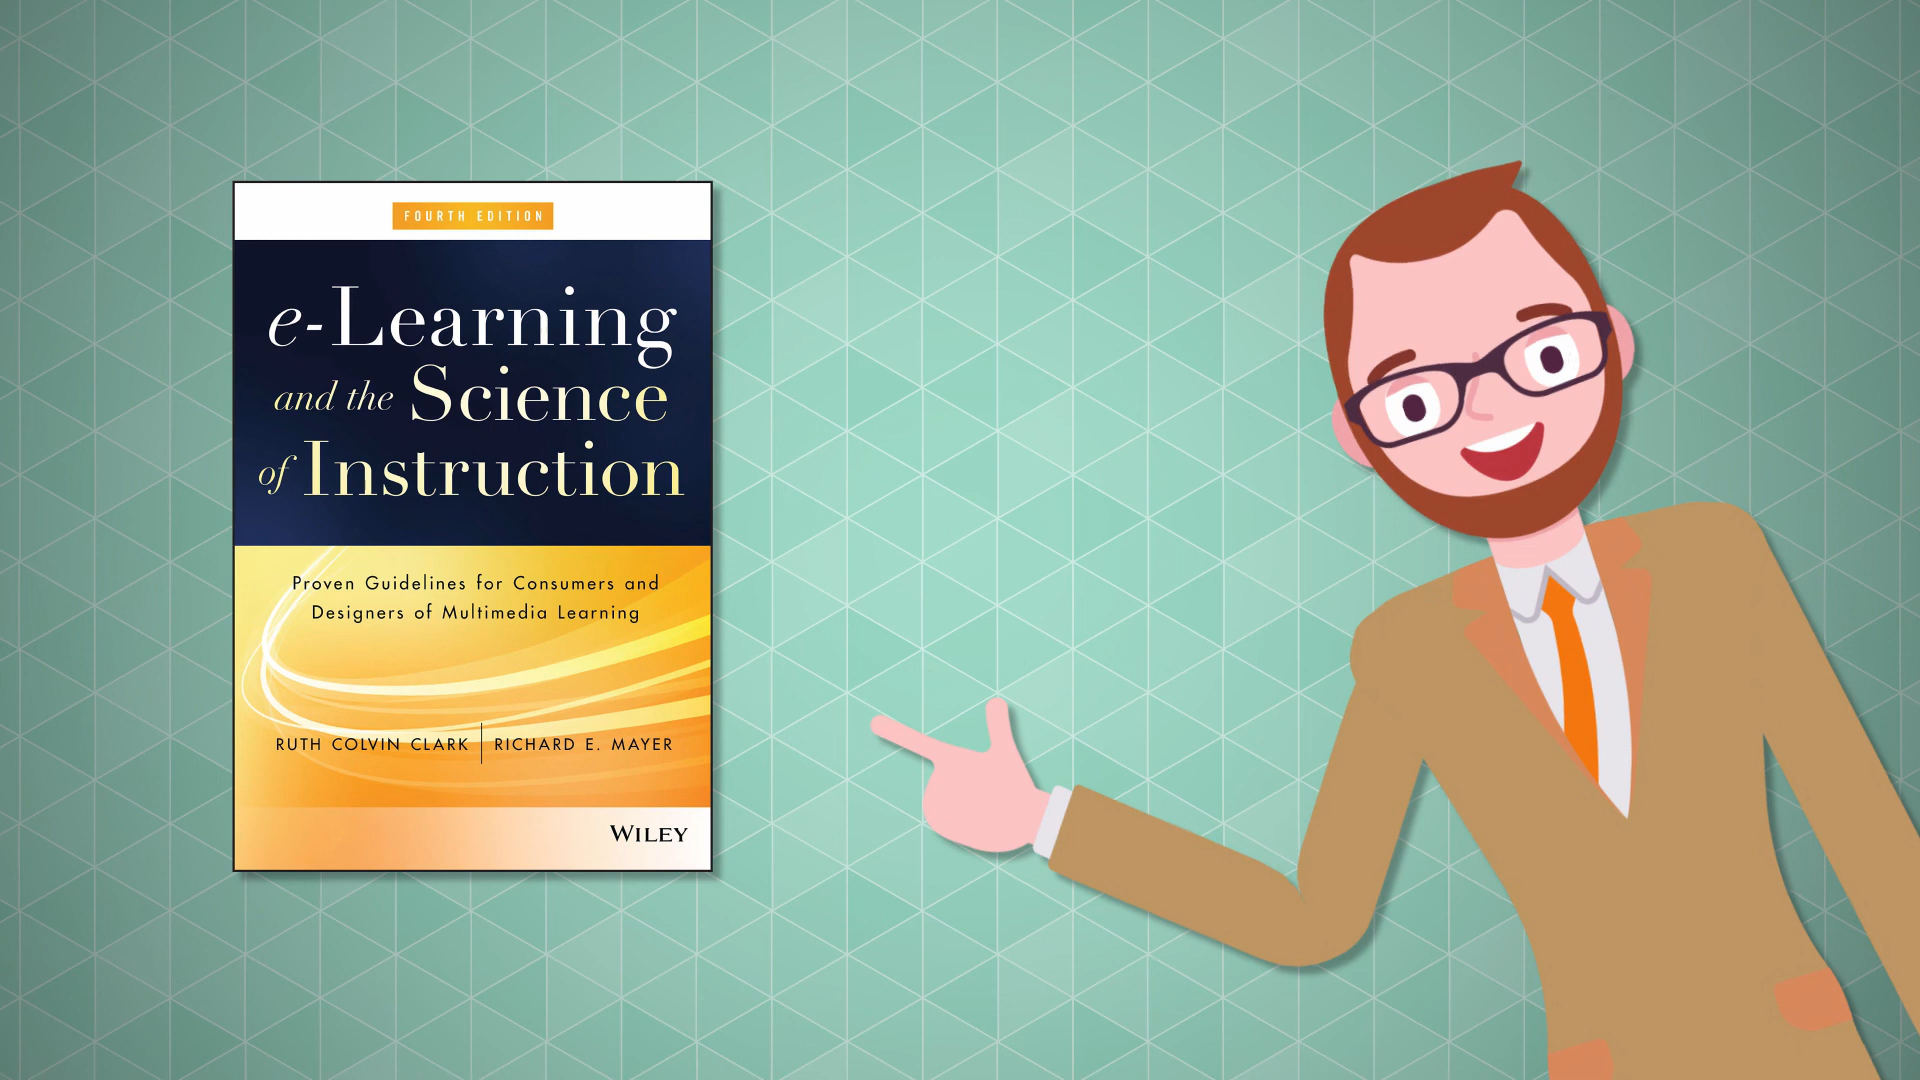 FOURTH EDITION
e-Learning
and the Science
of Instruction
Proven Guidelines for Consumers and
Designers of Multimedia Learning
RUTH COLVIN CLARK | RICHARD E. MAYER
WILEY